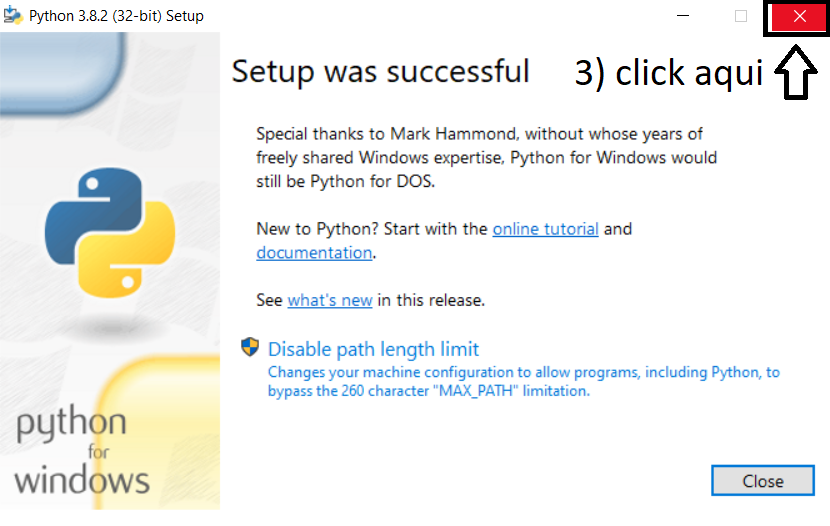 Python 3.8.2 (32-bit) Setup
Setup was successful
3) click aqui
Special thanks to Mark Hammond, without whose years of
freely shared Windows expertise, Python for Windows would
still be Python for DOS.
New to Python? Start with the online tutorial and
documentation.
See what's new in this release.
Disable path length limit
Changes your machine configuration to allow programs, including Python, to
bypass the 260 character "MAX_PATH" limitation.
python
for
windows
Close